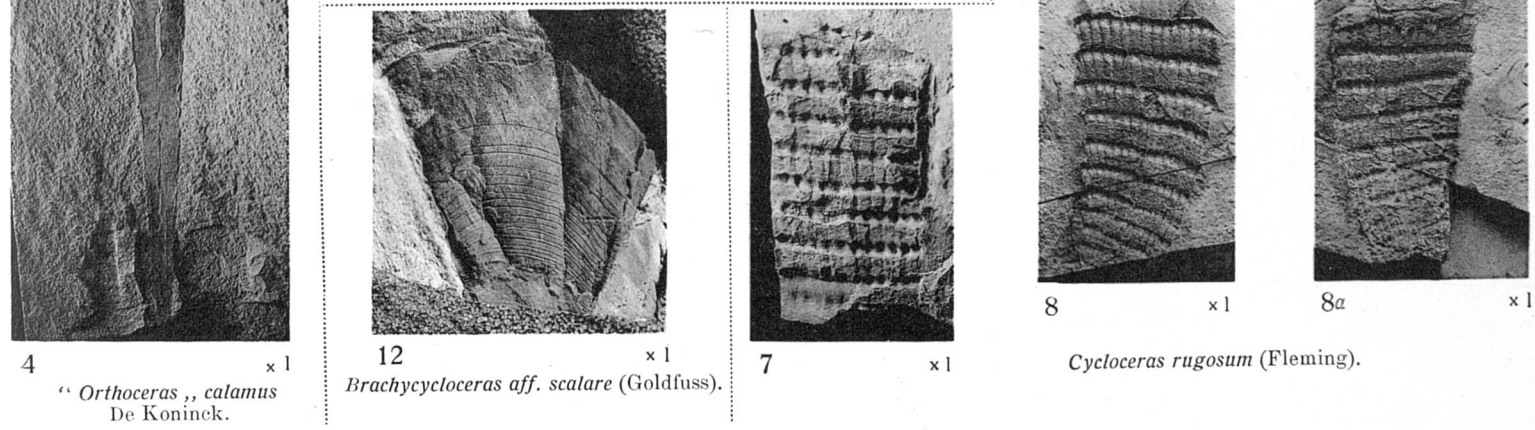 4 x 1
" Orthoceras ,, calamus
De Koninck.
12 x 1
Brachycycloceras aff. scalare (Goldfuss).
7 x 1
8 x 1
8a x 1
Cycloceras rugosum (Fleming).